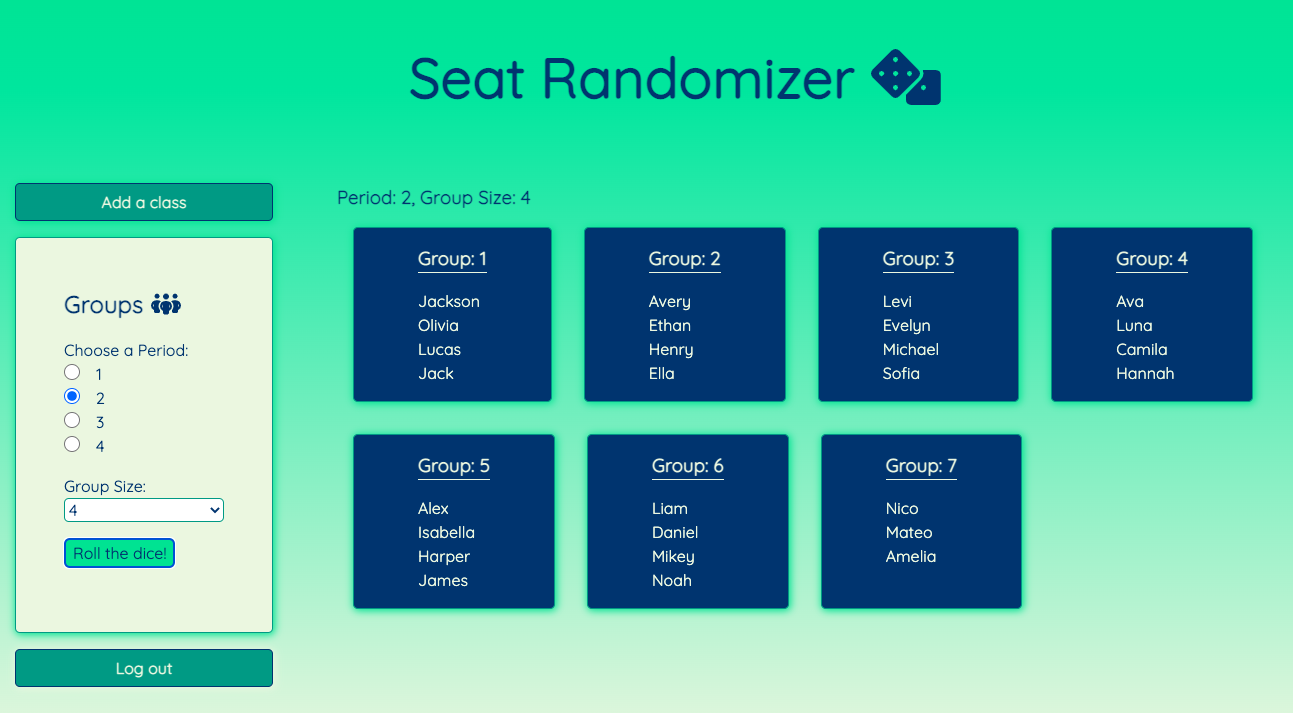 Seat Randomizer
Add a class
Groups
Choose a Period:
1
2
3
4
Group Size:
4
Roll the dice!
Log out
Period: 2, Group Size: 4
Group: 1
Jackson
Olivia
Lucas
Jack
Group: 2
Avery
Ethan
Henry
Ella
Group: 3
Levi
Evelyn
Michael
Sofia
Group: 4
Ava
Luna
Camila
Hannah
Group: 5
Alex
Isabella
Harper
James
Group: 6
Liam
Daniel
Mikey
Noah
Group: 7
Nico
Mateo
Amelia